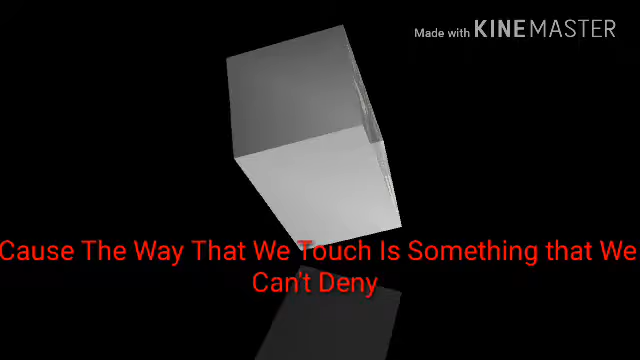 Made with KINEMASTER
Cause The Way That We Touch Is Something that We
Can't Deny